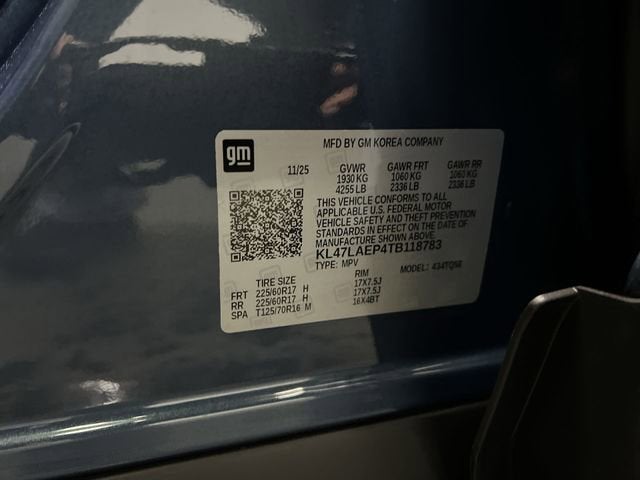 gm
MFD BY GM KOREA COMPANY
11/25 GVWR GAWR FRT GAWR RR
1930 KG 1060 KG 1060 KG
4255 LB 2336 LB 2336 LB
THIS VEHICLE CONFORMS TO ALL
APPLICABLE U.S. FEDERAL MOTOR
VEHICLE SAFETY AND THEFT PREVENTION
STANDARDS IN EFFECT ON THE DATE OF
MANUFACTURE SHOWN ABOVE.
KL47LAEP4TB118783
TYPE: MPV MODEL: 434TQ56
TIRE SIZE RIM
FRT 225/60R17 H 17X7.5J
RR 225/60R17 H 17X7.5J
SPA T125/70R16 M 16X4BT